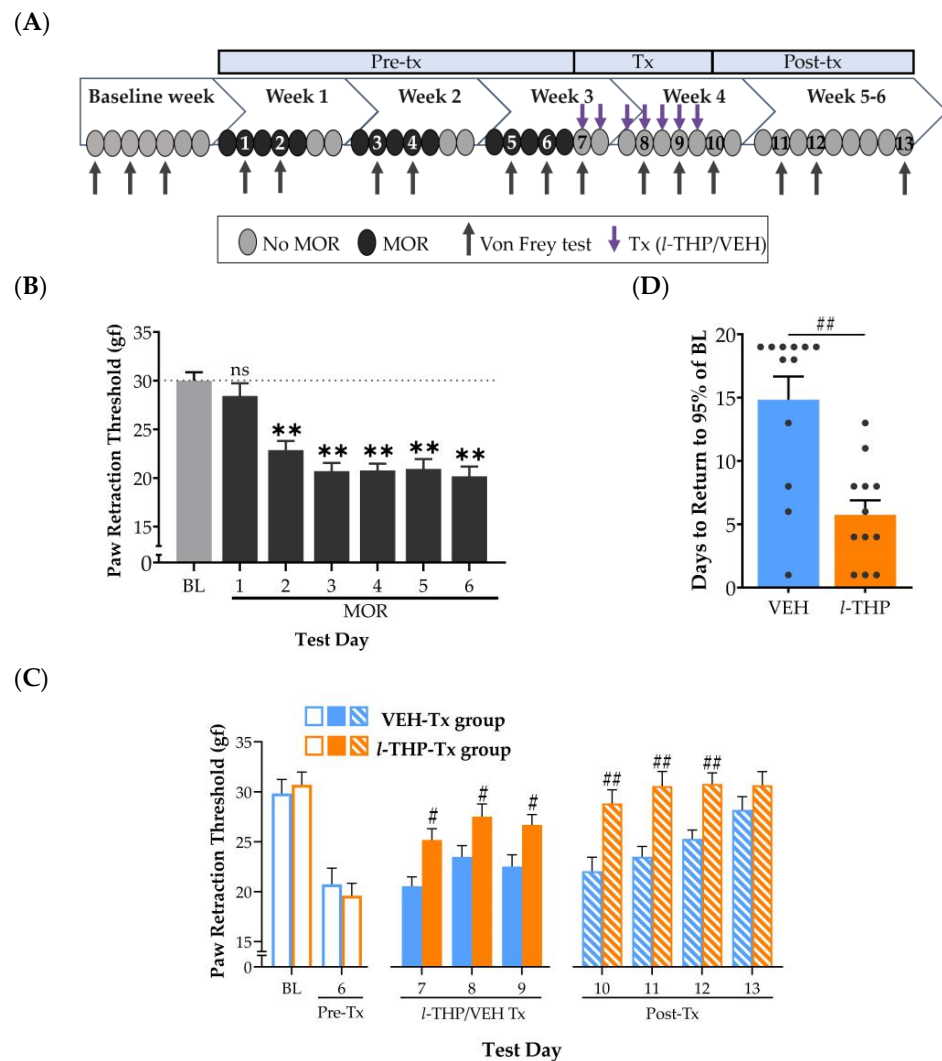 (A)
Pre-tx Tx Post-tx
Baseline week Week 1 Week 2 Week 3 Week 4 Week 5-6
1 2 3 4 5 6 7 8 9 10 11 12 13
No MOR MOR Von Frey test Tx (l-THP/VEH)
(B)
Paw Retraction Threshold (gf)
35
30
25
20
15
0
ns
** ** ** ** **
BL 1 2 3 4 5 6
MOR
Test Day
(D)
Days to Return to 95% of BL
20
15
10
5
0
##
VEH l-THP
(C)
VEH-Tx group
l-THP-Tx group
Paw Retraction Threshold (gf)
35
30
25
20
15
0
# # # ## ## ##
BL 6 7 8 9 10 11 12 13
Pre-Tx l-THP/VEH Tx Post-Tx
Test Day